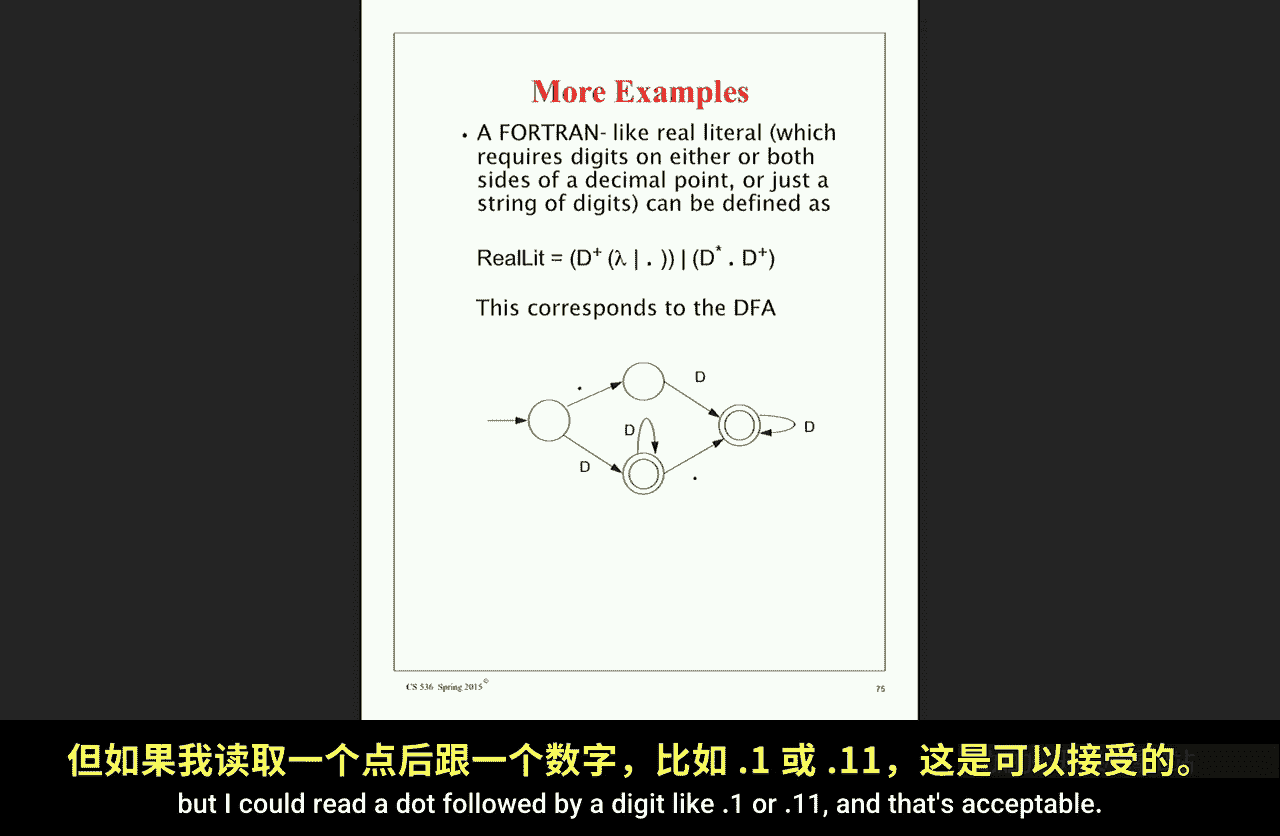 More Examples
• A FORTRAN- like real literal (which
requires digits on either or both
sides of a decimal point, or just a
string of digits) can be defined as
RealLit = (D⁺ (λ | . )) | (D* . D⁺)
This corresponds to the DFA
.
D
D
D
D
.
CS 536 Spring 2015©
75
但如果我读取一个点后跟一个数字，比如 .1 或 .11，这是可以接受的。
but I could read a dot followed by a digit like .1 or .11, and that's acceptable.